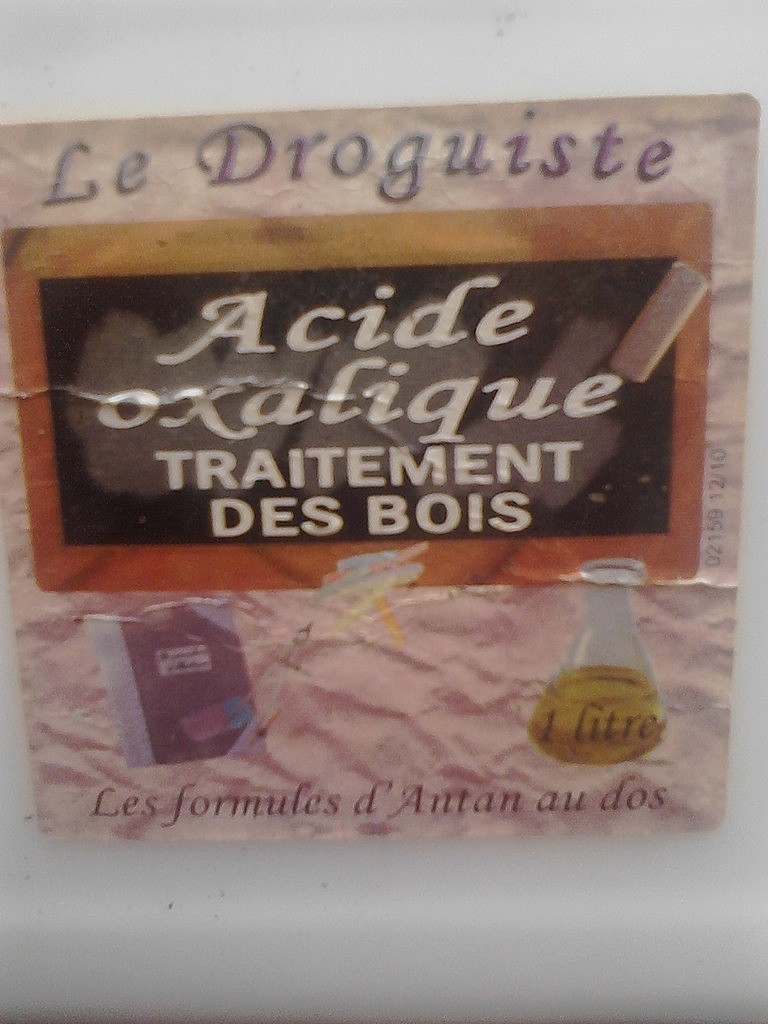 Le Droguiste
Acide
oxalique
TRAITEMENT
DES BOIS
02159 12/10
1 litre
Les formules d'Antan au dos